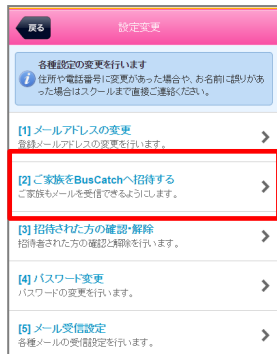 戻る
設定変更
各種設定の変更を行います
住所や電話番号に変更があった場合や、お名前に誤りがあ
った場合はスクールまで直接ご連絡ください。
[1] メールアドレスの変更
登録メールアドレスの変更を行います。
[2] ご家族をBusCatchへ招待する
ご家族もメールを受信できるようにします。
[3] 招待された方の確認・解除
招待者された方の確認と解除を行います。
[4] パスワード変更
パスワードの変更を行います。
[5] メール受信設定
各種メールの受信設定を行います。